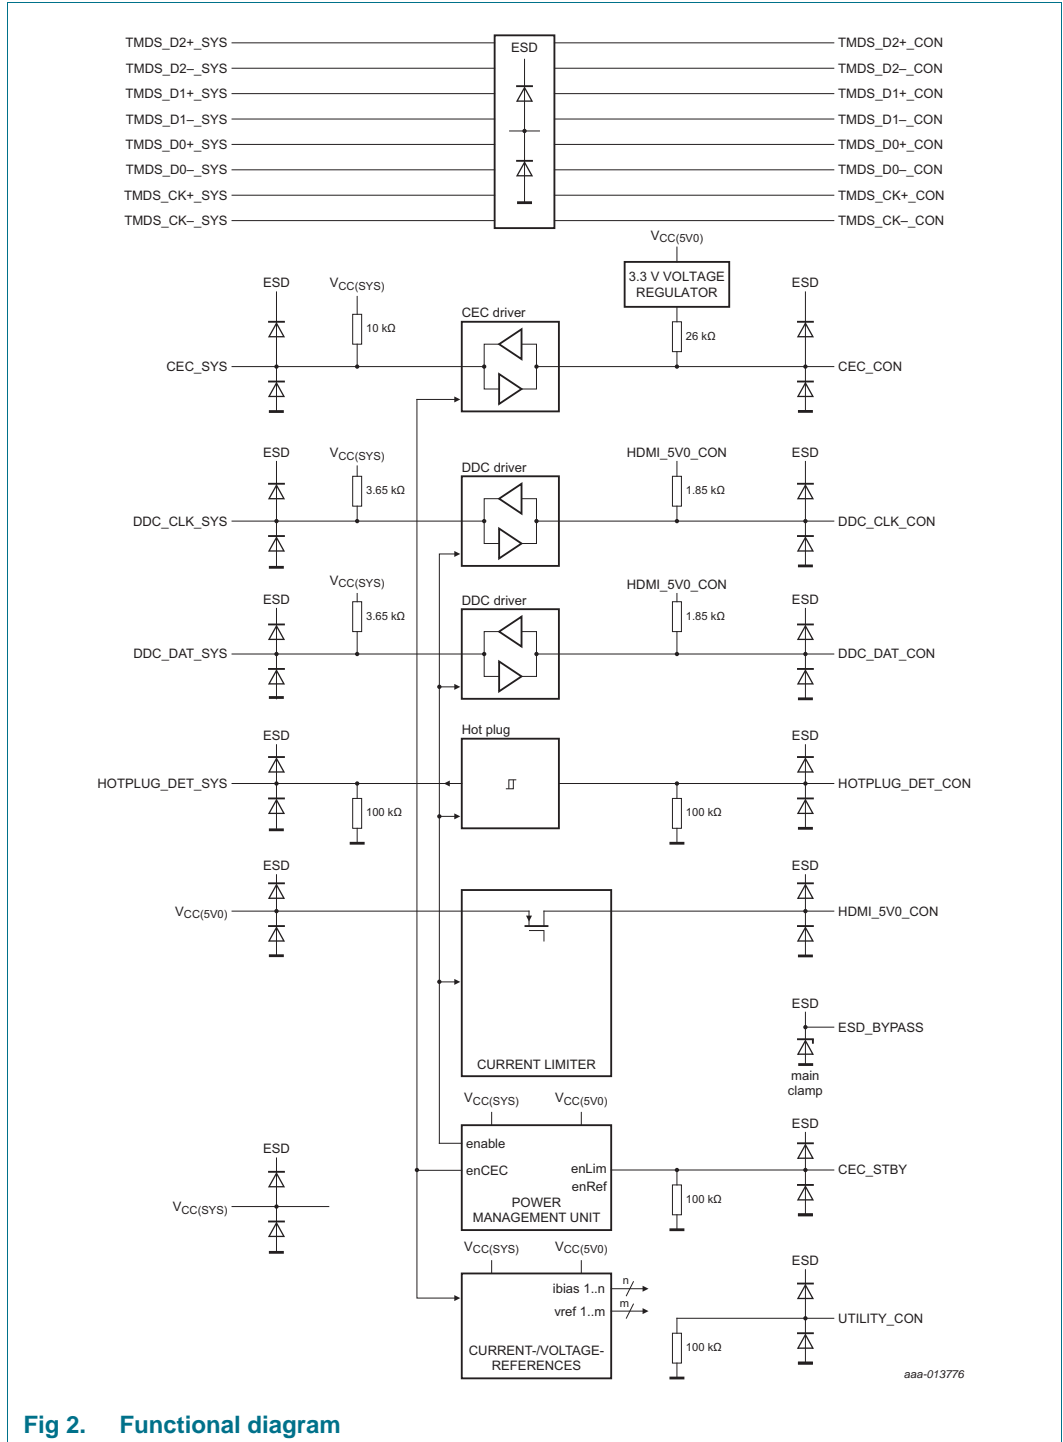 TMDS_D2+_SYS
ESD
TMDS_D2+_CON
TMDS_D2–_SYS
TMDS_D2–_CON
TMDS_D1+_SYS
TMDS_D1+_CON
TMDS_D1–_SYS
TMDS_D1–_CON
TMDS_D0+_SYS
TMDS_D0+_CON
TMDS_D0–_SYS
TMDS_D0–_CON
TMDS_CK+_SYS
TMDS_CK+_CON
TMDS_CK–_SYS
TMDS_CK–_CON
VCC(5V0)
3.3 V VOLTAGE
REGULATOR
ESD
VCC(SYS)
ESD
CEC driver
10 kΩ
26 kΩ
CEC_SYS
CEC_CON
ESD
VCC(SYS)
HDMI_5V0_CON
ESD
DDC driver
3.65 kΩ
1.85 kΩ
DDC_CLK_SYS
DDC_CLK_CON
VCC(SYS)
HDMI_5V0_CON
ESD
DDC driver
ESD
3.65 kΩ
1.85 kΩ
DDC_DAT_SYS
DDC_DAT_CON
ESD
Hot plug
ESD
HOTPLUG_DET_SYS
HOTPLUG_DET_CON
100 kΩ
100 kΩ
ESD
ESD
VCC(5V0)
HDMI_5V0_CON
ESD
ESD_BYPASS
CURRENT LIMITER
main
clamp
VCC(SYS)
VCC(5V0)
ESD
enable
ESD
enCEC
enLim
CEC_STBY
enRef
100 kΩ
VCC(SYS)
POWER
MANAGEMENT UNIT
VCC(SYS)
VCC(5V0)
ESD
ibias 1..n
n
vref 1..m
m
UTILITY_CON
100 kΩ
CURRENT-/VOLTAGE-
REFERENCES
aaa-013776
Fig 2. Functional diagram